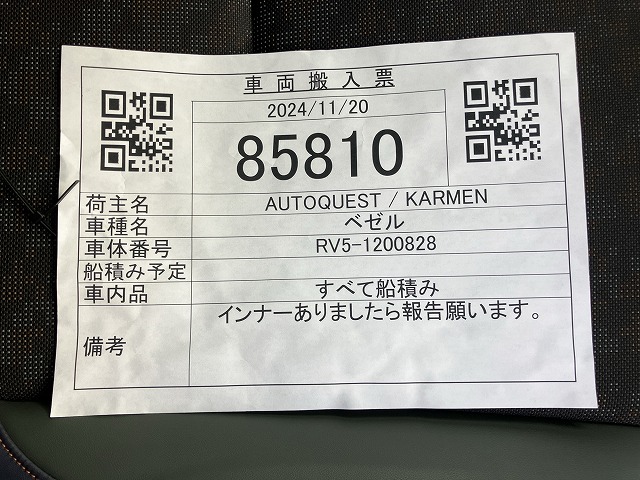 車両搬入票
2024/11/20
85810
荷主名 AUTOQUEST / KARMEN
車種名 ベゼル
車体番号 RV5-1200828
船積み予定
車内品 すべて船積み
備考 インナーありましたら報告願います。